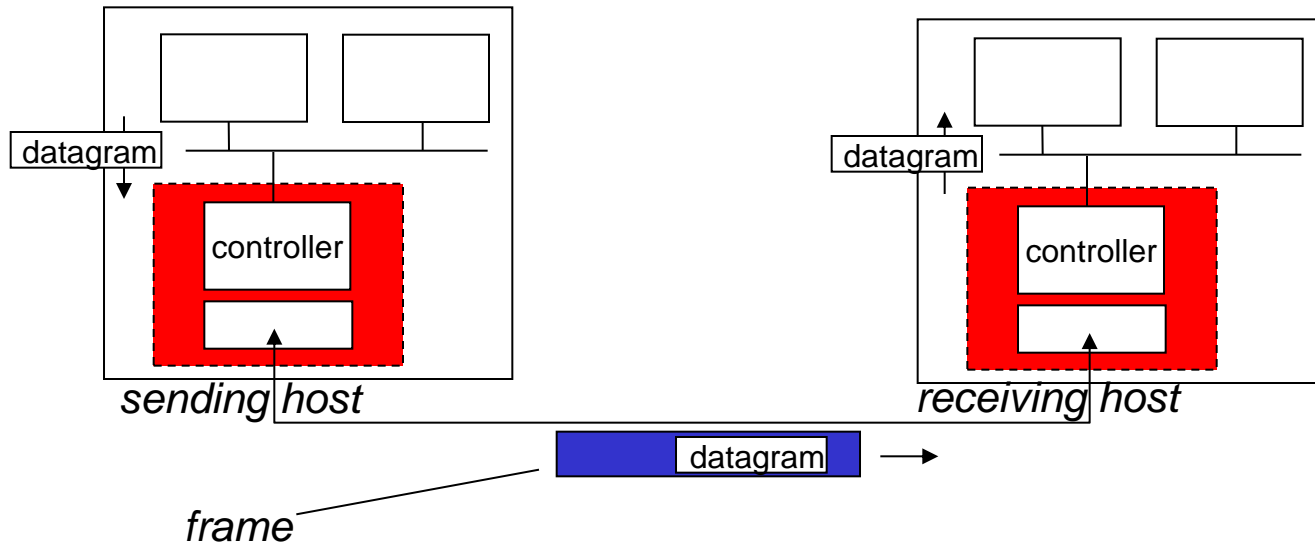 datagram
controller
sending host
datagram
controller
receiving host
datagram
frame